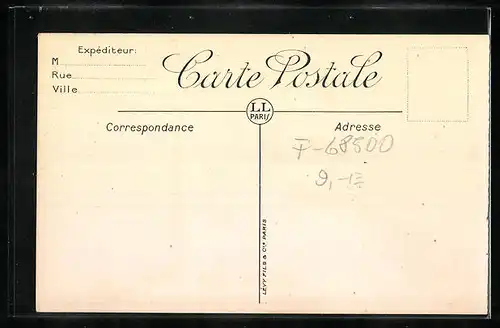 Expéditeur:
M
Rue
Ville
Carte Postale
LL
PARIS
Correspondance
Adresse
F-68500
LÉVY FILS & Cie PARIS